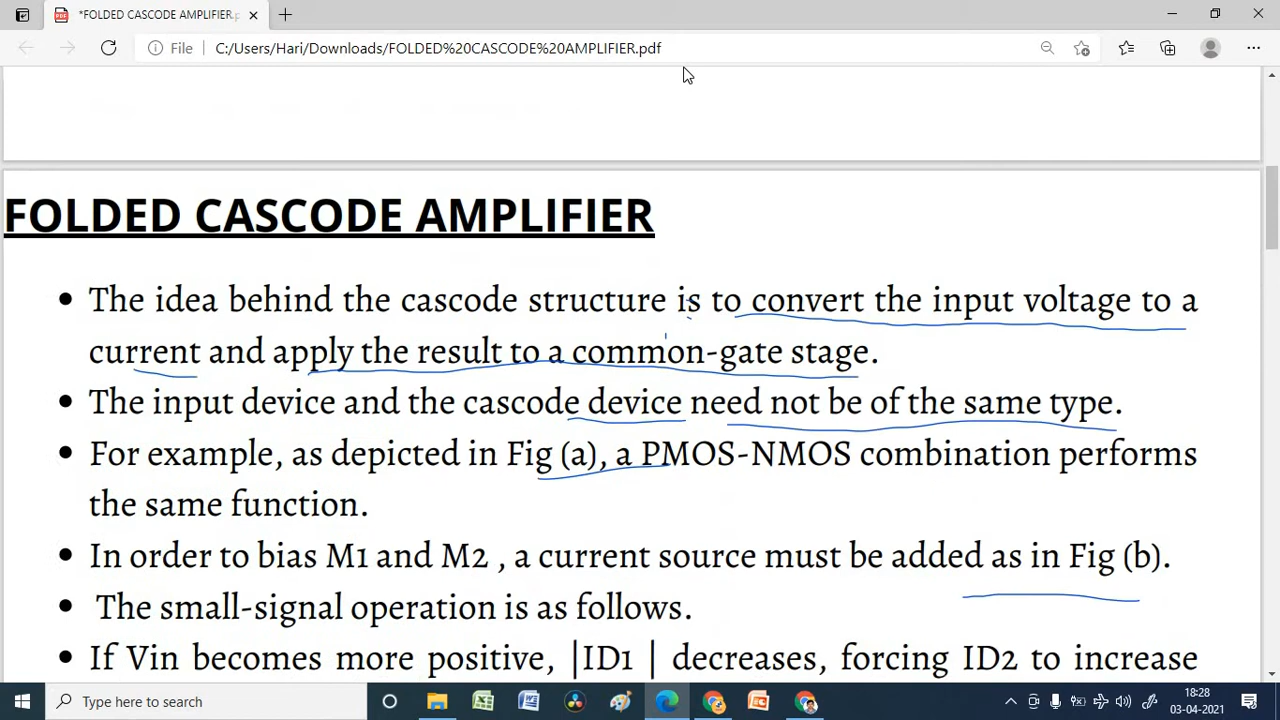 *FOLDED CASCODE AMPLIFIER.p
File C:/Users/Hari/Downloads/FOLDED%20CASCODE%20AMPLIFIER.pdf
FOLDED CASCODE AMPLIFIER
• The idea behind the cascode structure is to convert the input voltage to a
current and apply the result to a common-gate stage.
• The input device and the cascode device need not be of the same type.
• For example, as depicted in Fig (a), a PMOS-NMOS combination performs
the same function.
• In order to bias M1 and M2 , a current source must be added as in Fig (b).
• The small-signal operation is as follows.
• If Vin becomes more positive, |ID1 | decreases, forcing ID2 to increase
Type here to search
18:28
03-04-2021